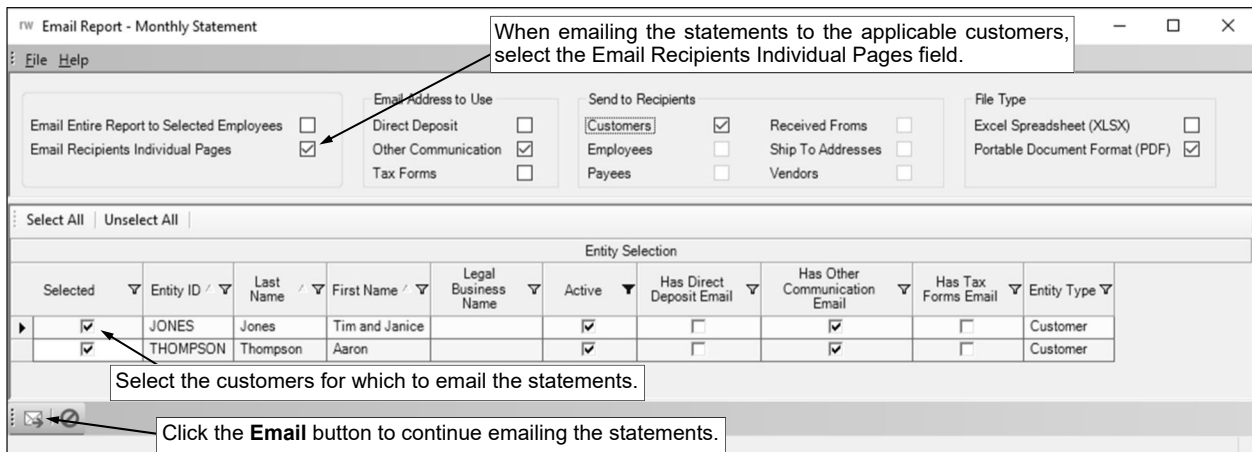 rw Email Report - Monthly Statement
When emailing the statements to the applicable customers,
select the Email Recipients Individual Pages field.
File Help
Email Address to Use
Send to Recipients
File Type
Email Entire Report to Selected Employees
Direct Deposit
Customers
Received Froms
Excel Spreadsheet (XLSX)
Email Recipients Individual Pages
Other Communication
Employees
Ship To Addresses
Portable Document Format (PDF)
Tax Forms
Payees
Vendors
Select All Unselect All
Entity Selection
Selected
Entity ID
Last
Name
First Name
Legal
Business
Name
Active
Has Direct
Deposit Email
Has Other
Communication
Email
Has Tax
Forms Email
Entity Type
JONES Jones Tim and Janice Customer
THOMPSON Thompson Aaron Customer
Select the customers for which to email the statements.
Click the Email button to continue emailing the statements.